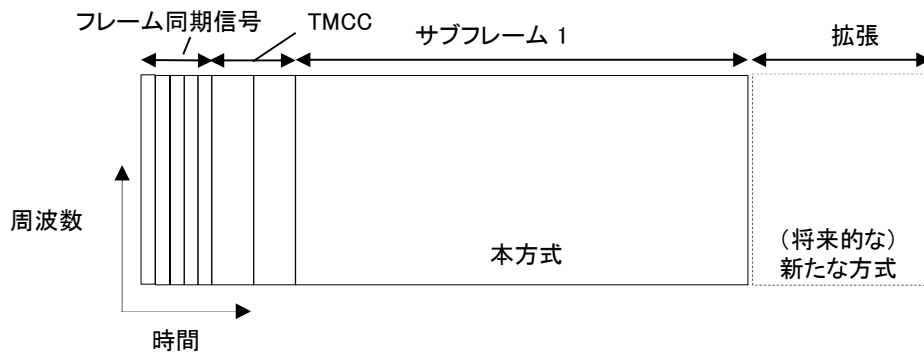 フレーム同期信号
TMCC
サブフレーム 1
拡張
周波数
本方式
(将来的な)
新たな方式
時間